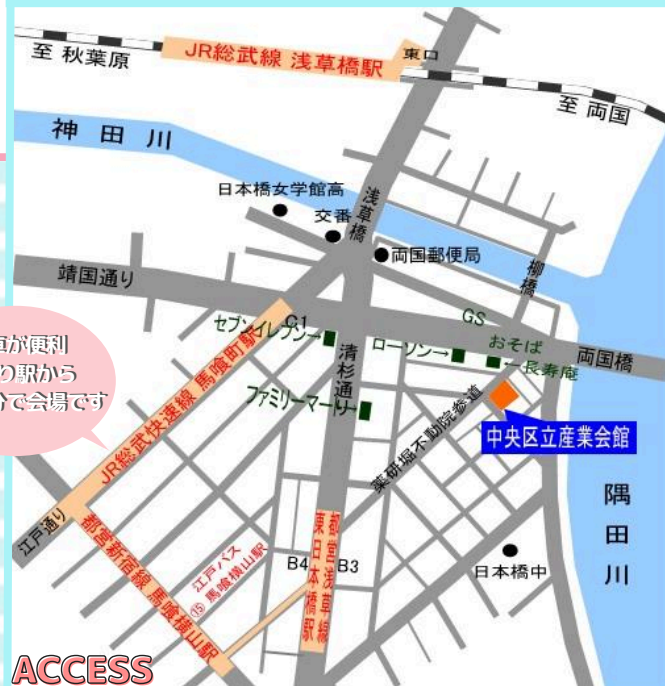 至 秋葉原
JR総武線 浅草橋駅
東口
至 両国
神田川
日本橋女学館高
交番
浅草橋
両国郵便局
柳橋
靖国通り
GS
C1
セブンイレブン→
ローソン→
おそば
←長寿庵
両国橋
清杉通り
ファミリーマート
JR総武快速線 馬喰町駅
が便利
り駅から
で会場です
薬研堀不動院参道
中央区立産業会館
隅田川
江戸通り
都営新宿線 馬喰横山駅
江戸バス
⑮ 馬喰横山駅
B4
B3
都営浅草線
東日本橋駅
日本橋中
ACCESS